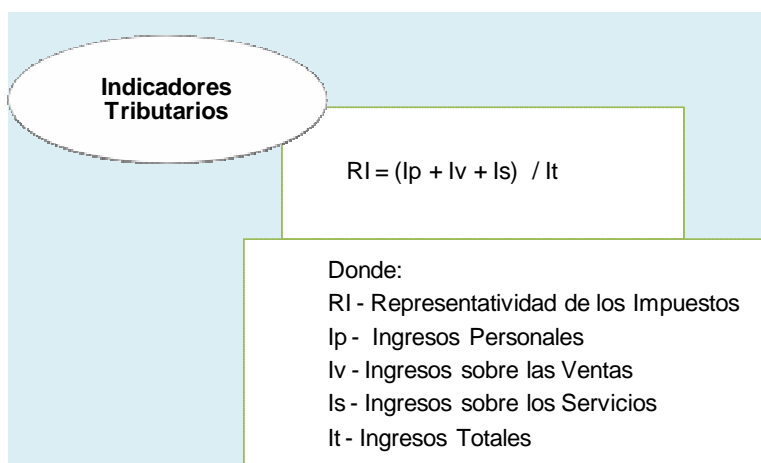 Indicadores
Tributarios
RI = (Ip + Iv + Is) / It
Donde:
RI - Representatividad de los Impuestos
Ip - Ingresos Personales
Iv - Ingresos sobre las Ventas
Is - Ingresos sobre los Servicios
It - Ingresos Totales